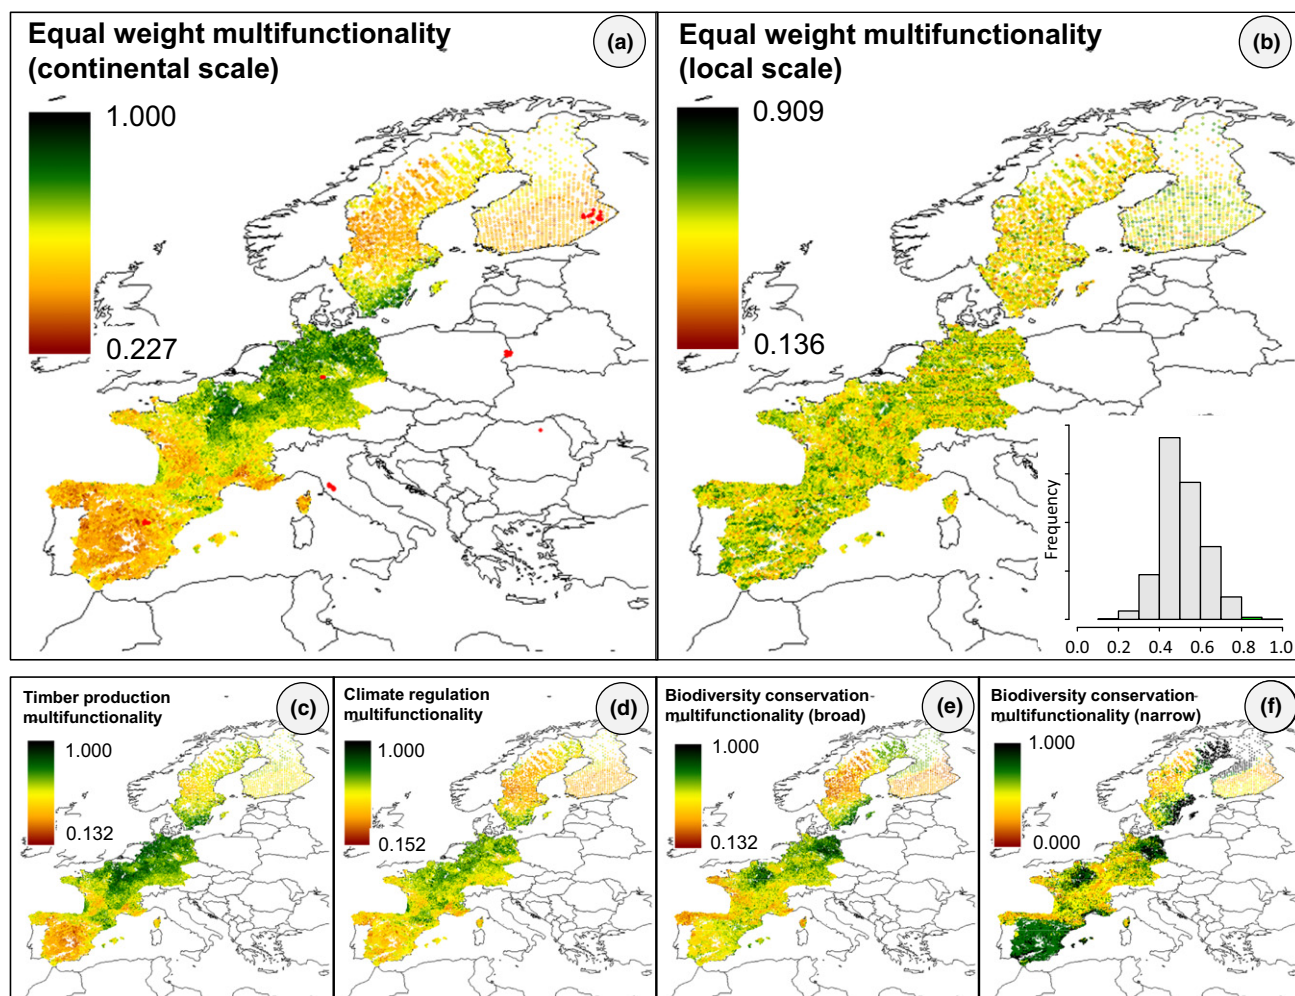 Equal weight multifunctionality
(continental scale)
(a)
1.000
0.227
Equal weight multifunctionality
(local scale)
(b)
0.909
0.136
Frequency
0.0 0.2 0.4 0.6 0.8 1.0
Timber production
multifunctionality
(c)
1.000
0.132
Climate regulation
multifunctionality
(d)
1.000
0.152
Biodiversity conservation
multifunctionality (broad)
(e)
1.000
0.132
Biodiversity conservation
multifunctionality (narrow)
(f)
1.000
0.000